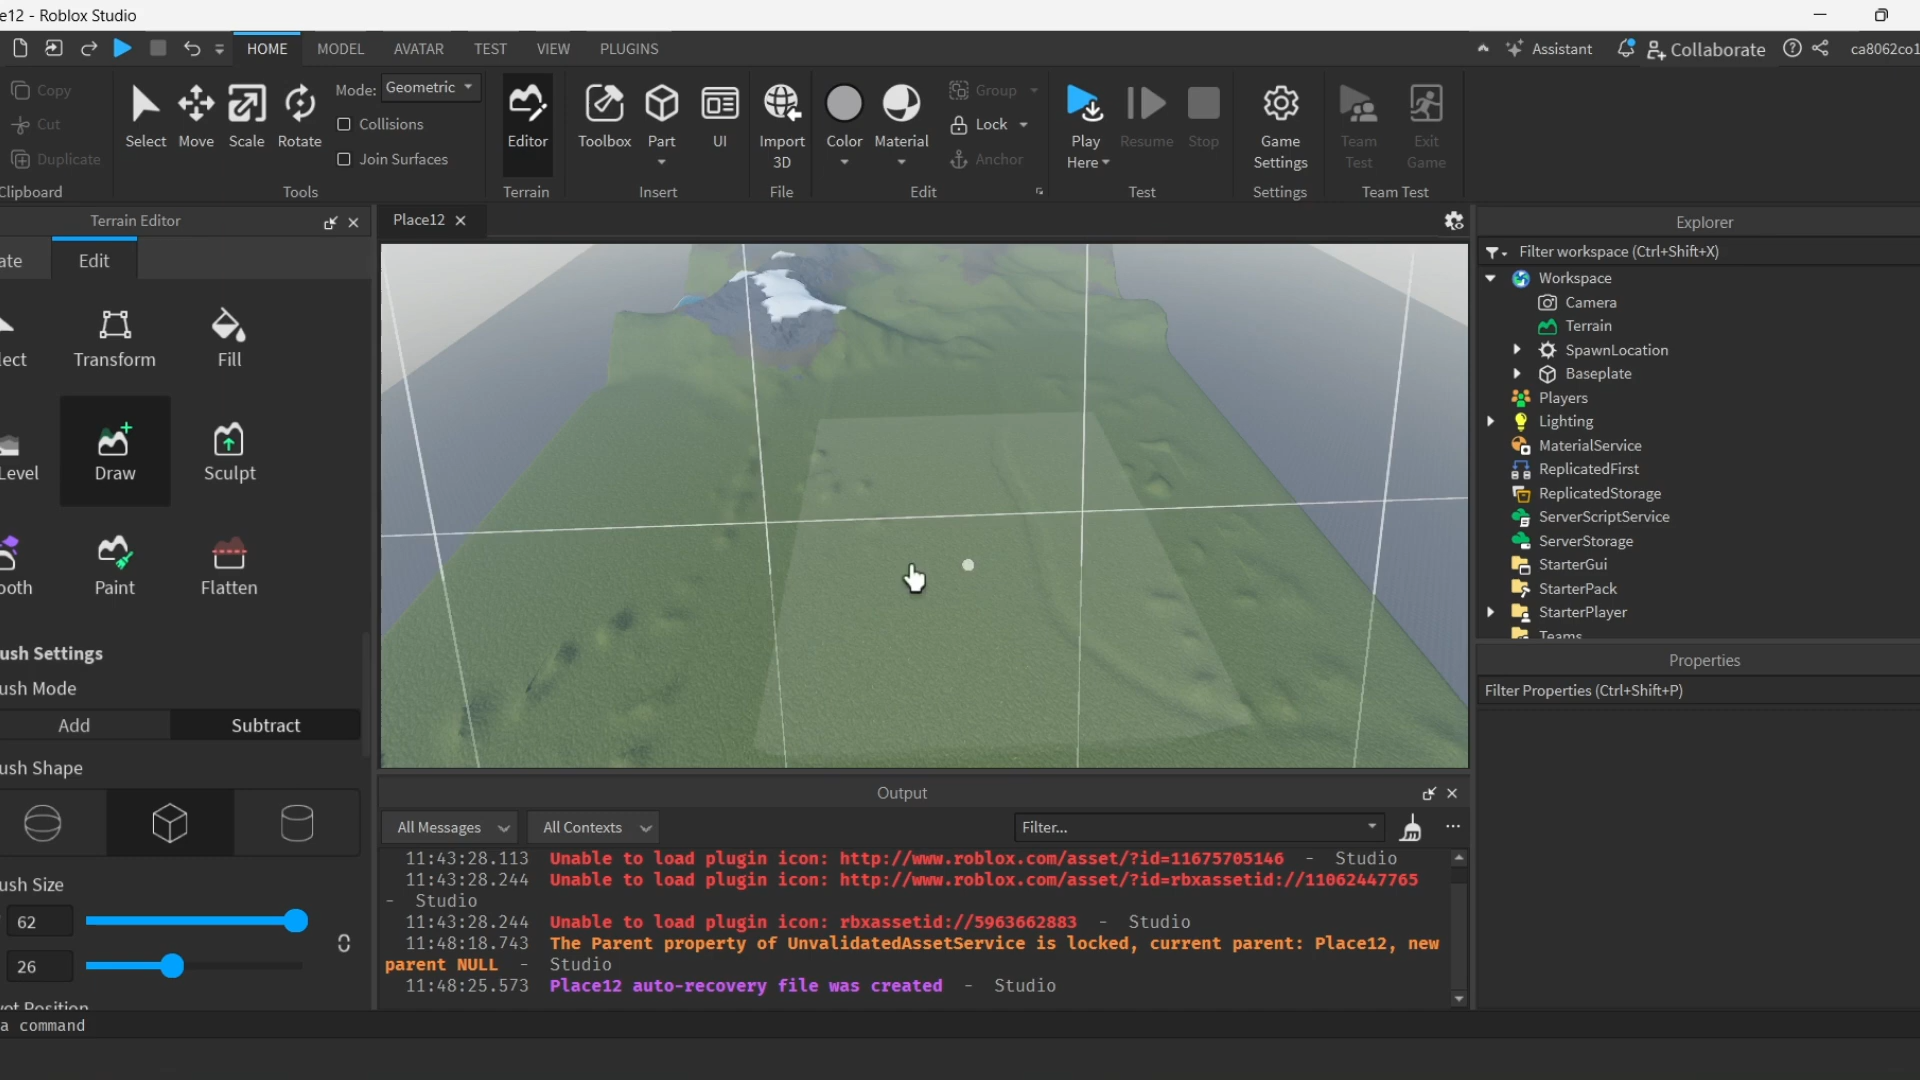 e12 - Roblox Studio
HOME MODEL AVATAR TEST VIEW PLUGINS
Assistant Collaborate ca8062co1
Copy
Cut
Duplicate
Clipboard
Select Move Scale Rotate
Mode: Geometric
Collisions
Join Surfaces
Tools
Editor
Terrain
Toolbox Part UI
Insert
Import
3D
File
Color Material
Group
Lock
Anchor
Edit
Play
Here
Resume Stop
Test
Game
Settings
Settings
Team
Test
Exit
Game
Team Test
Terrain Editor
ate Edit
lect Transform Fill
Level Draw Sculpt
ooth Paint Flatten
ush Settings
ush Mode
Add Subtract
ush Shape
ush Size
62
26
vot Position
a command
Place12
Output
All Messages All Contexts Filter...
11:43:28.113 Unable to load plugin icon: http://www.roblox.com/asset/?id=11675705146 - Studio
11:43:28.244 Unable to load plugin icon: http://www.roblox.com/asset/?id=rbxassetid://11062447765
- Studio
11:43:28.244 Unable to load plugin icon: rbxassetid://5963662883 - Studio
11:48:18.743 The Parent property of UnvalidatedAssetService is locked, current parent: Place12, new
parent NULL - Studio
11:48:25.573 Place12 auto-recovery file was created - Studio
Explorer
Filter workspace (Ctrl+Shift+X)
Workspace
Camera
Terrain
SpawnLocation
Baseplate
Players
Lighting
MaterialService
ReplicatedFirst
ReplicatedStorage
ServerScriptService
ServerStorage
StarterGui
StarterPack
StarterPlayer
Teams
Properties
Filter Properties (Ctrl+Shift+P)